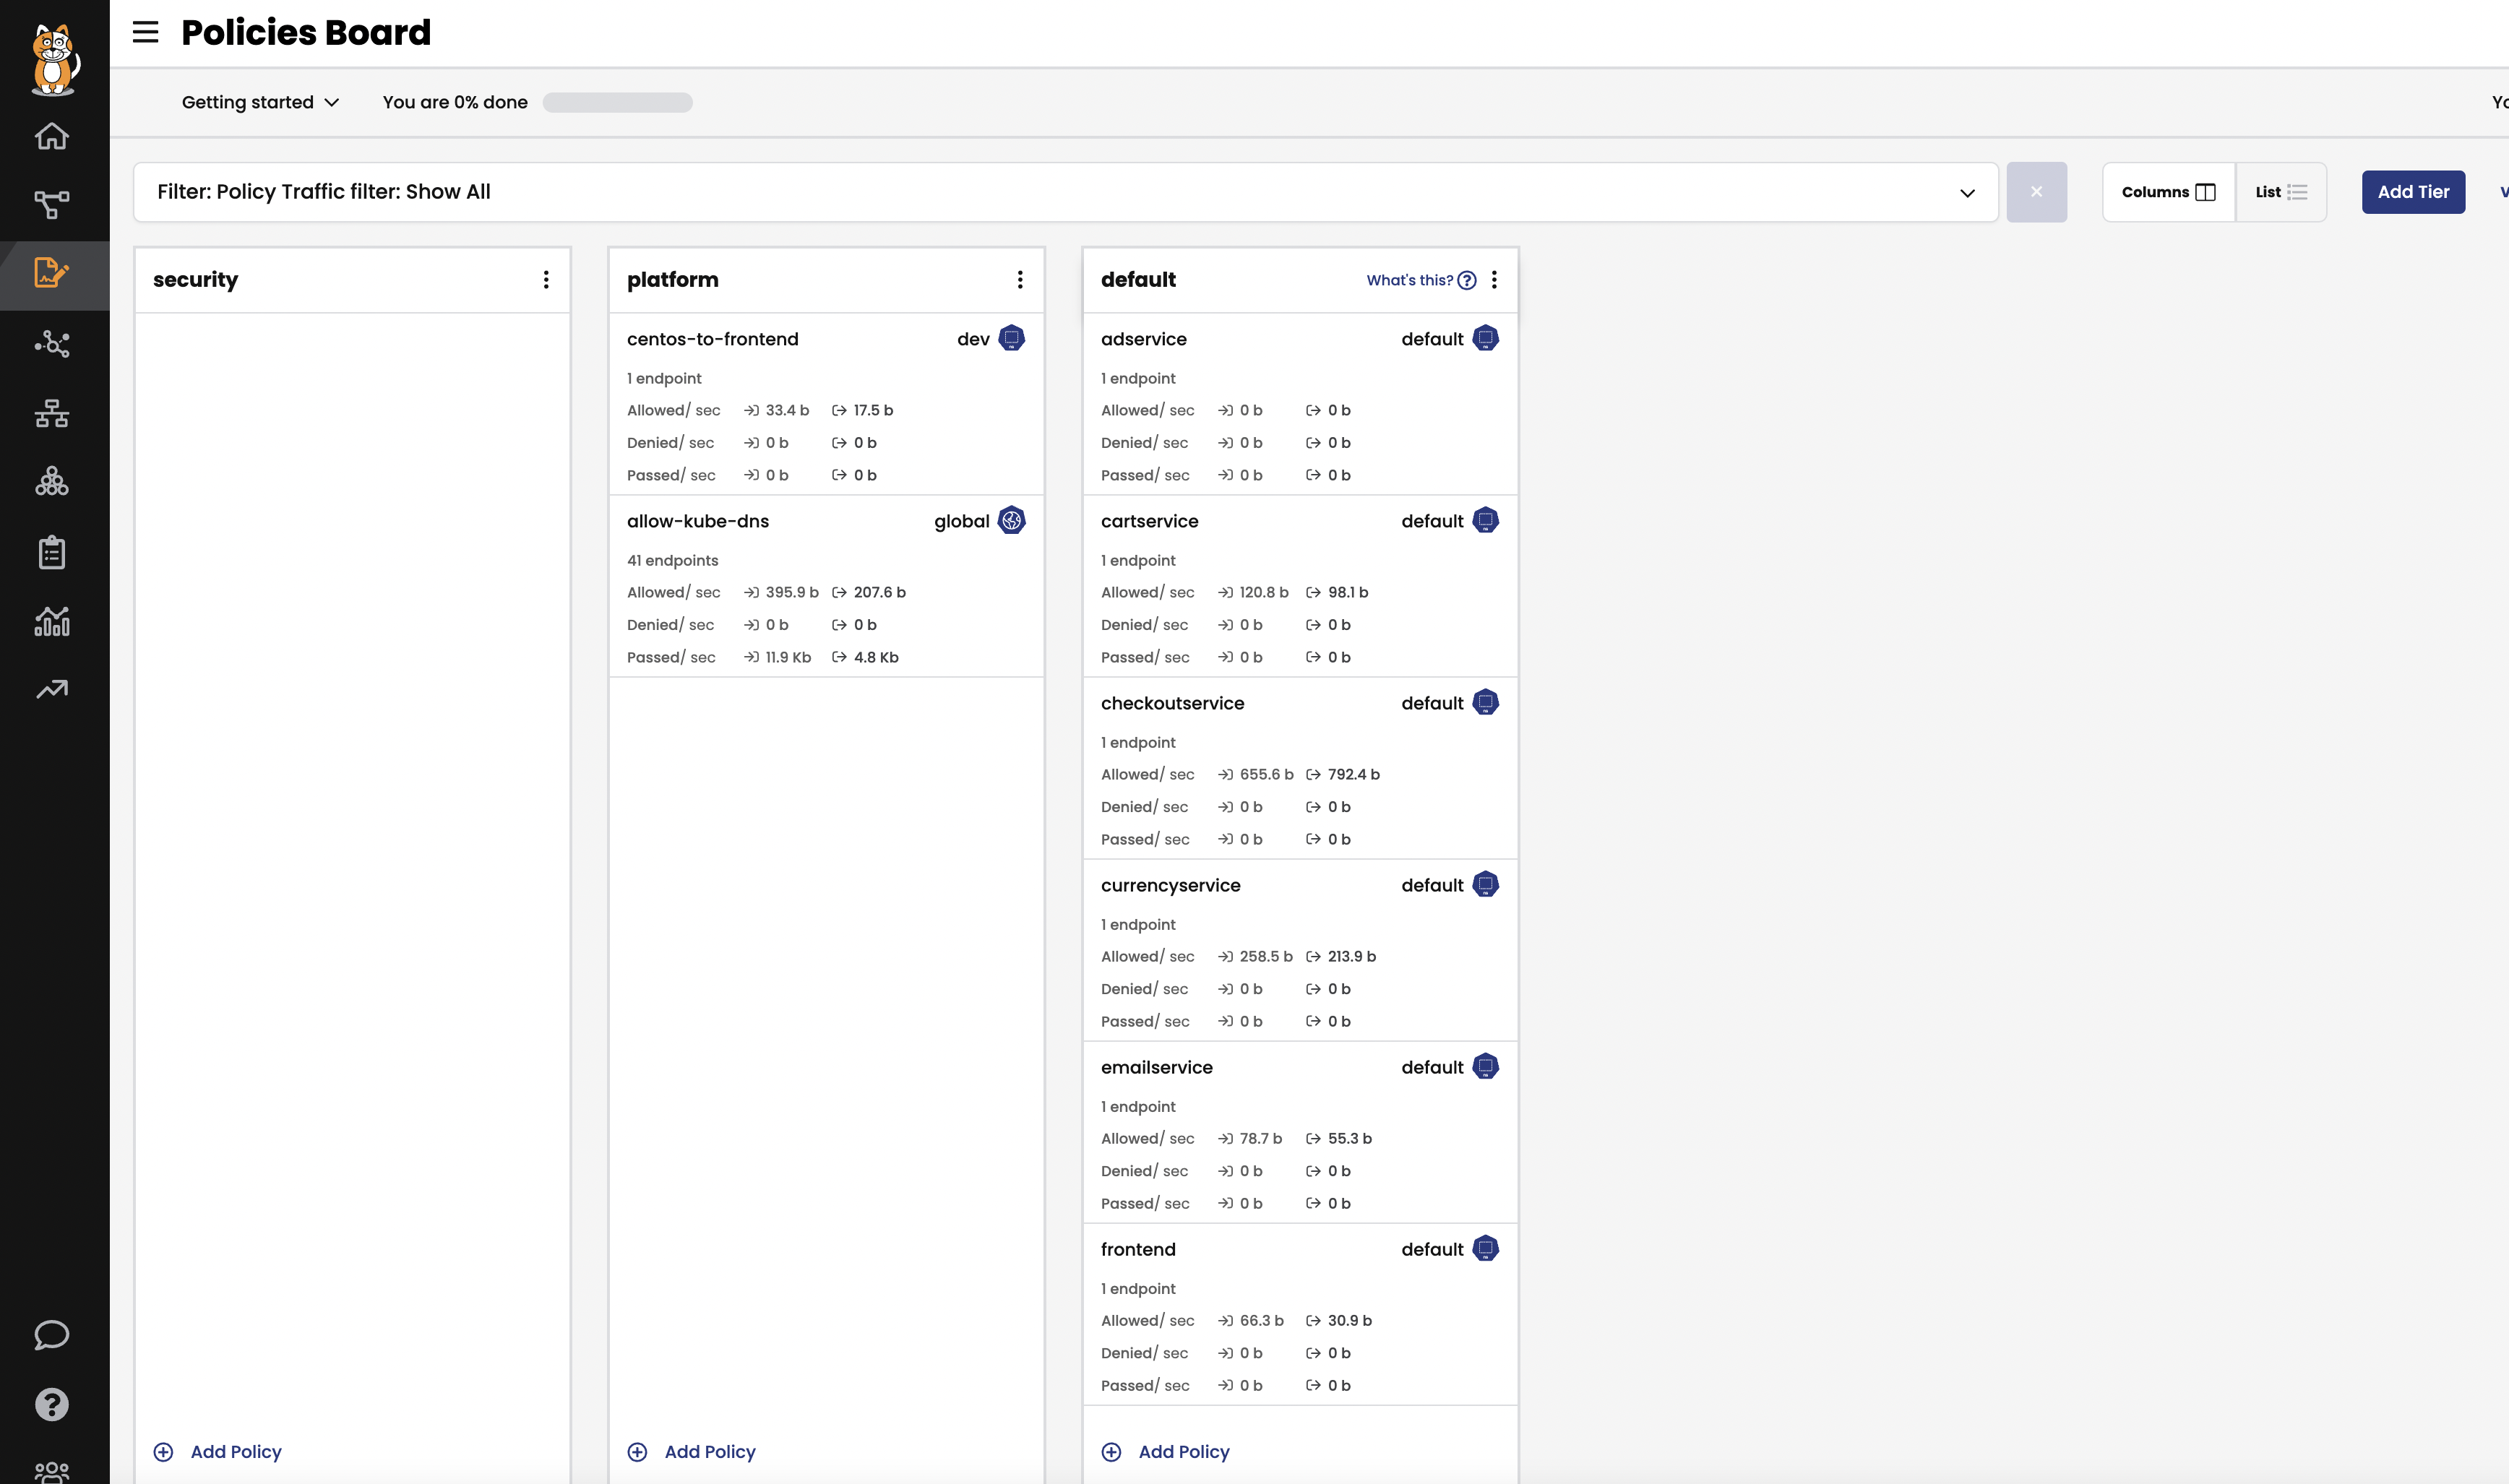 Policies Board
Getting started
You are 0% done
Filter: Policy Traffic filter: Show All
Columns
List
Add Tier
security
Add Policy
platform
centos-to-frontend dev
1 endpoint
Allowed/ sec 33.4 b 17.5 b
Denied/ sec 0 b 0 b
Passed/ sec 0 b 0 b
allow-kube-dns global
41 endpoints
Allowed/ sec 395.9 b 207.6 b
Denied/ sec 0 b 0 b
Passed/ sec 11.9 Kb 4.8 Kb
Add Policy
default What's this?
adservice default
1 endpoint
Allowed/ sec 0 b 0 b
Denied/ sec 0 b 0 b
Passed/ sec 0 b 0 b
cartservice default
1 endpoint
Allowed/ sec 120.8 b 98.1 b
Denied/ sec 0 b 0 b
Passed/ sec 0 b 0 b
checkoutservice default
1 endpoint
Allowed/ sec 655.6 b 792.4 b
Denied/ sec 0 b 0 b
Passed/ sec 0 b 0 b
currencyservice default
1 endpoint
Allowed/ sec 258.5 b 213.9 b
Denied/ sec 0 b 0 b
Passed/ sec 0 b 0 b
emailservice default
1 endpoint
Allowed/ sec 78.7 b 55.3 b
Denied/ sec 0 b 0 b
Passed/ sec 0 b 0 b
frontend default
1 endpoint
Allowed/ sec 66.3 b 30.9 b
Denied/ sec 0 b 0 b
Passed/ sec 0 b 0 b
Add Policy